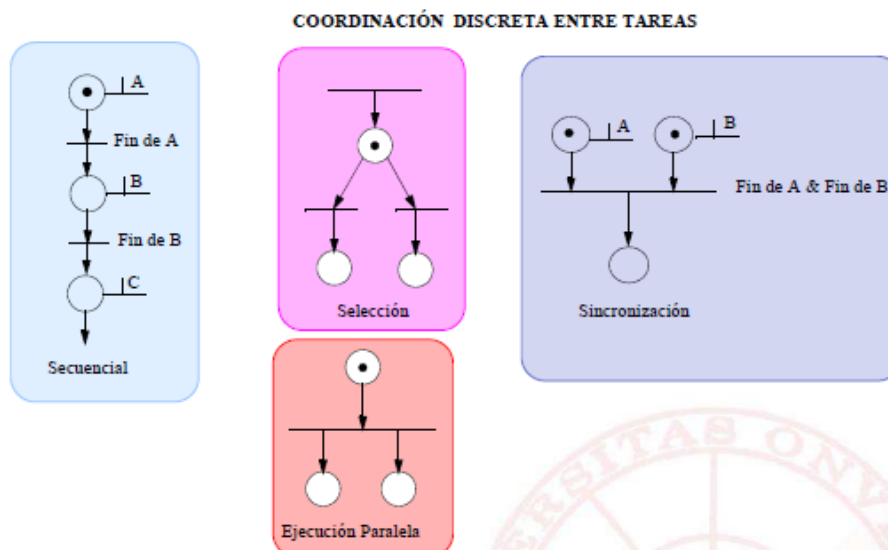 COORDINACIÓN DISCRETA ENTRE TAREAS
A
Fin de A
B
Fin de B
C
Secuencial
Selección
Ejecución Paralela
A
B
Fin de A & Fin de B
Sincronización